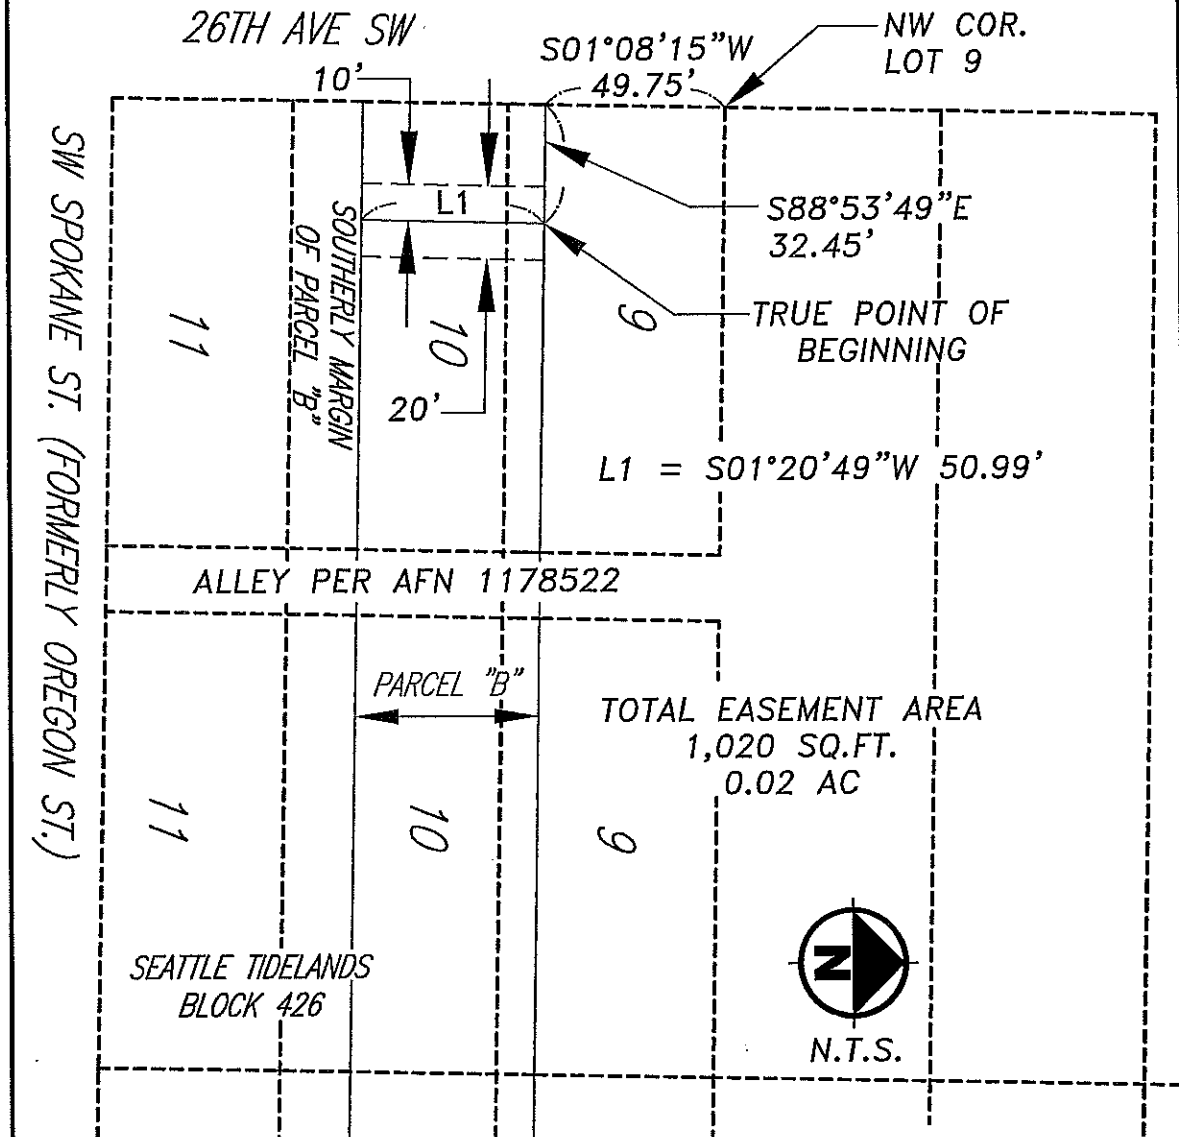 26TH AVE SW
10'
S01°08'15"W
49.75'
NW COR.
LOT 9
S88°53'49"E
32.45'
L1
TRUE POINT OF
BEGINNING
SW SPOKANE ST. (FORMERLY OREGON ST.)
SOUTHERLY MARGIN
OF PARCEL "B"
11
10
9
20'
L1 = S01°20'49"W 50.99'
ALLEY PER AFN 1178522
PARCEL "B"
TOTAL EASEMENT AREA
1,020 SQ.FT.
0.02 AC
11
10
9
SEATTLE TIDELANDS
BLOCK 426
N
N.T.S.